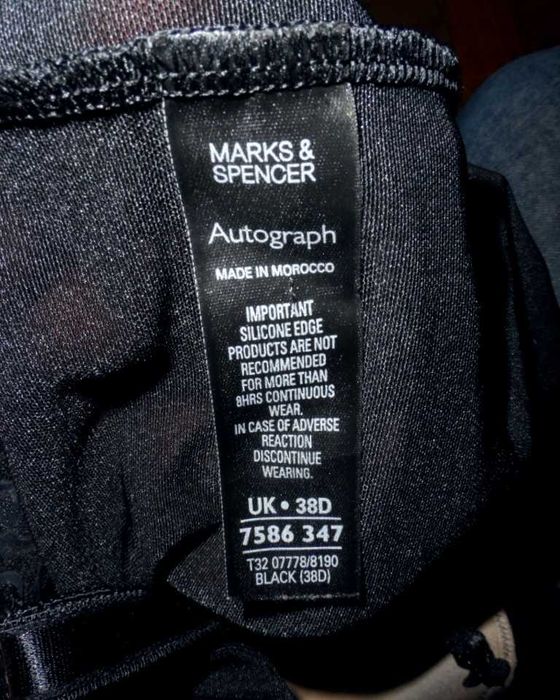 MARKS &
SPENCER
Autograph
MADE IN MOROCCO
IMPORTANT
SILICONE EDGE
PRODUCTS ARE NOT
RECOMMENDED
FOR MORE THAN
8HRS CONTINUOUS
WEAR.
IN CASE OF ADVERSE
REACTION
DISCONTINUE
WEARING.
UK • 38D
7586 347
T32 07778/8190
BLACK (38D)